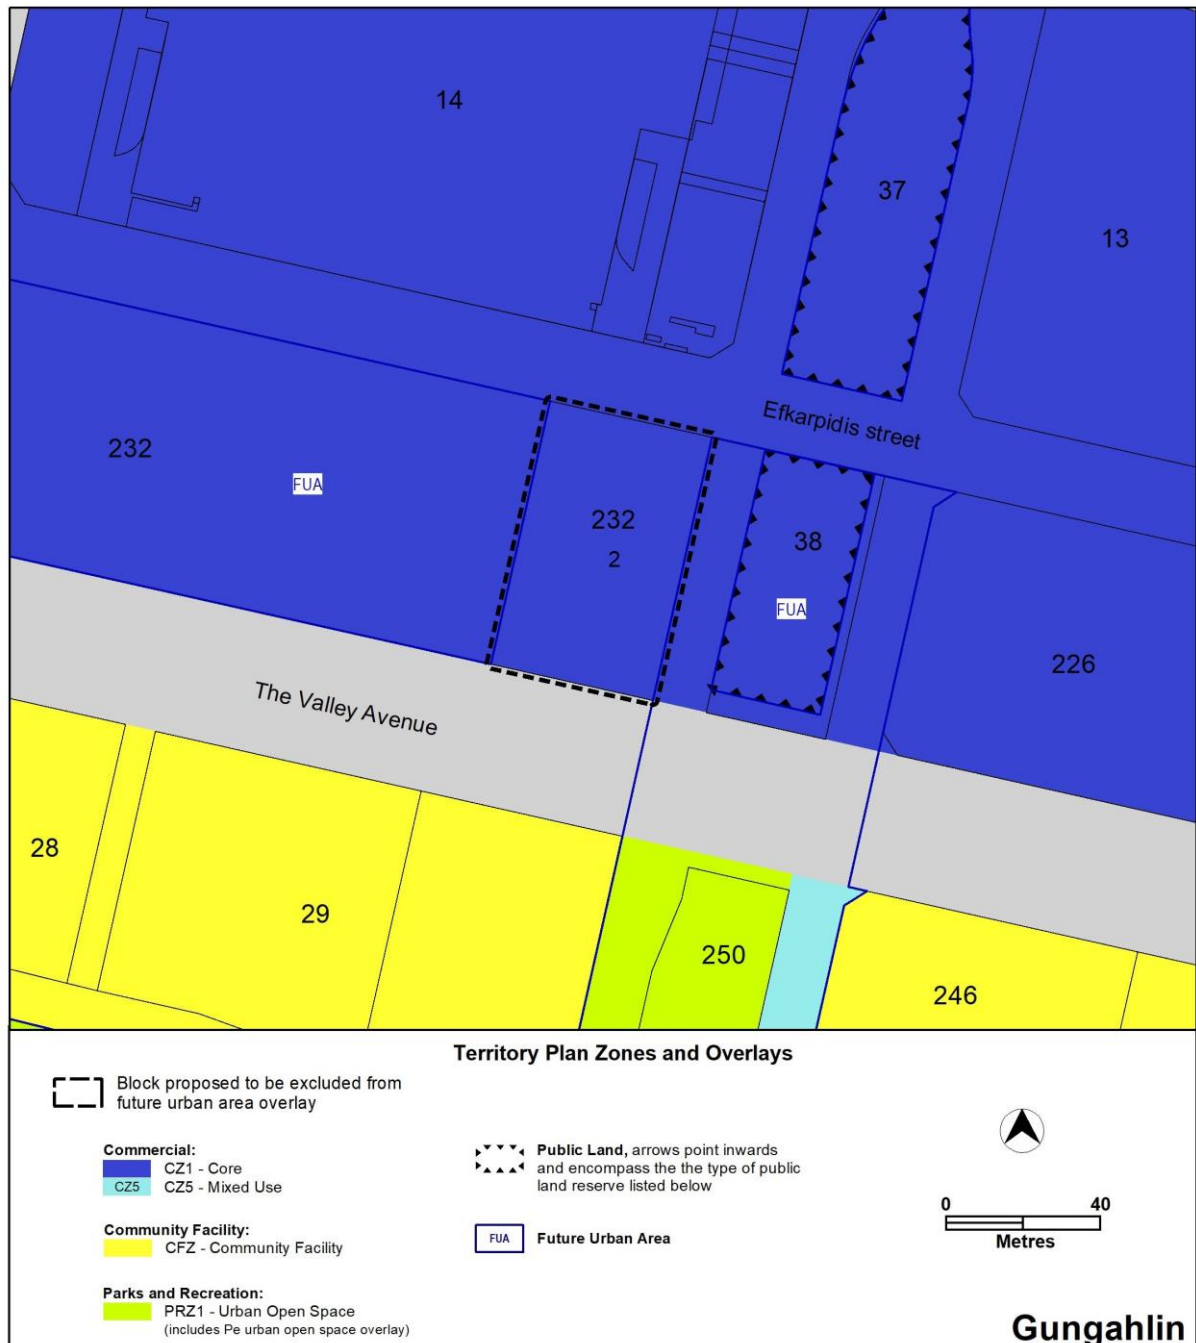 14
37
13
Efkarpidis street
232
FUA
232
2
38
FUA
226
The Valley Avenue
28
29
250
246
Territory Plan Zones and Overlays
Block proposed to be excluded from
future urban area overlay
Commercial:
CZ1 - Core
CZ5 CZ5 - Mixed Use
Community Facility:
CFZ - Community Facility
Parks and Recreation:
PRZ1 - Urban Open Space
(includes Pe urban open space overlay)
Public Land, arrows point inwards
and encompass the the type of public
land reserve listed below
FUA Future Urban Area
0 40
Metres
Gungahlin